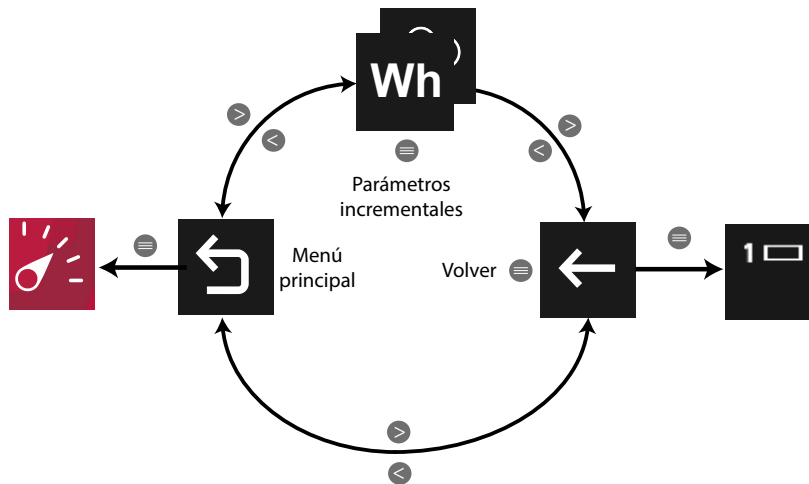 Wh
>
<
>
<
Parámetros
incrementales
Menú
principal
Volver
1
>
<